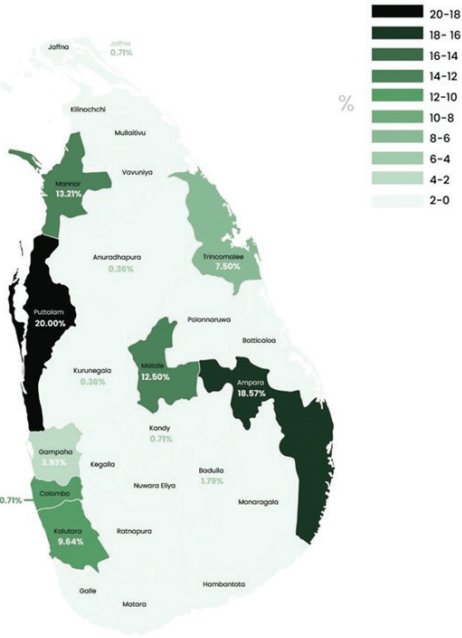 20-18
18- 16
16-14
14-12
12-10
10-8
8-6
6-4
4-2
2-0
%
Jaffna
Jaffna
0.71%
Kilinochchi
Mullaitivu
Vavuniya
Mannar
13.21%
Trincomalee
7.50%
Anuradhapura
0.36%
Puttalam
20.00%
Polonnaruwa
Batticaloa
Kurunegala
0.36%
Matale
12.50%
Ampara
18.57%
Kandy
0.71%
Gampaha
3.93%
Kegalla
Badulla
1.79%
Nuwara Eliya
Colombo
0.71%
Monaragala
Kalutara
9.64%
Ratnapura
Hambantota
Galle
Matara